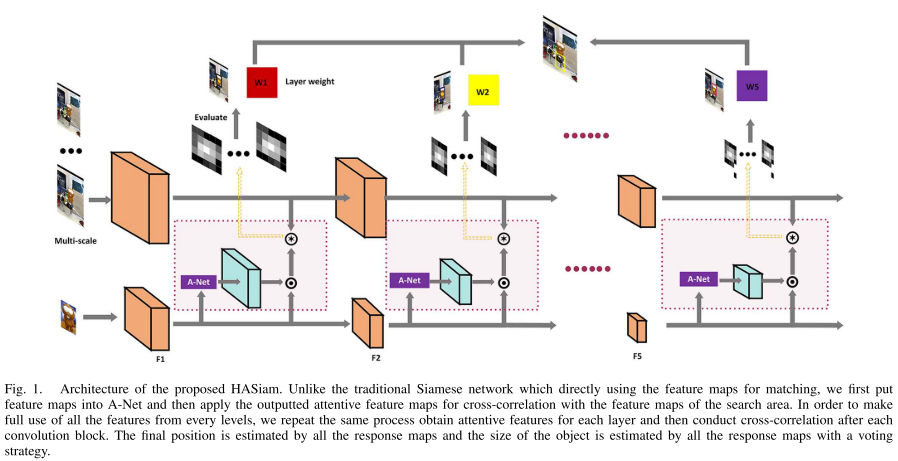 W1
Layer weight
W2
W5
Evaluate
Multi-scale
A-Net
A-Net
A-Net
F1
F2
F5
Fig. 1. Architecture of the proposed HASiam. Unlike the traditional Siamese network which directly using the feature maps for matching, we first put
feature maps into A-Net and then apply the outputted attentive feature maps for cross-correlation with the feature maps of the search area. In order to make
full use of all the features from every levels, we repeat the same process obtain attentive features for each layer and then conduct cross-correlation after each
convolution block. The final position is estimated by all the response maps and the size of the object is estimated by all the response maps with a voting
strategy.